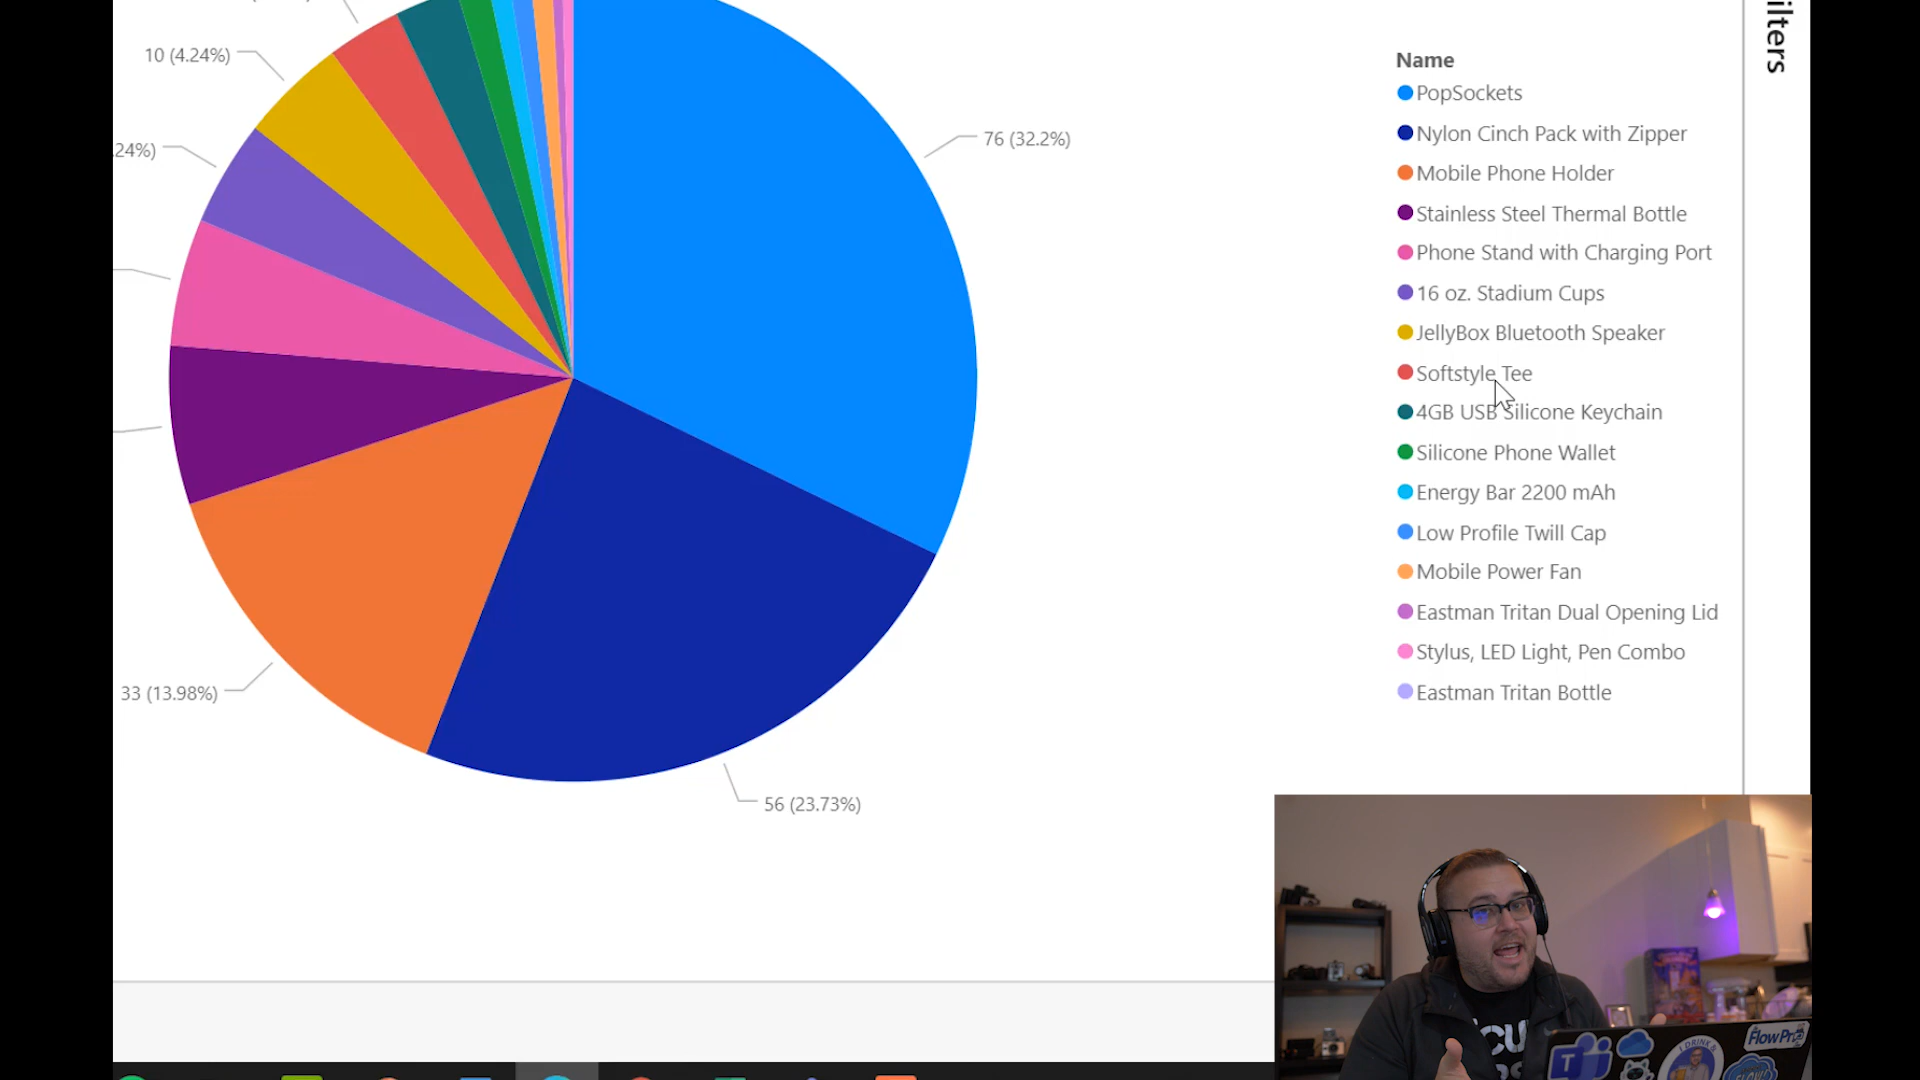 10 (4.24%)
.24%)
76 (32.2%)
33 (13.98%)
56 (23.73%)
Name
PopSockets
Nylon Cinch Pack with Zipper
Mobile Phone Holder
Stainless Steel Thermal Bottle
Phone Stand with Charging Port
16 oz. Stadium Cups
JellyBox Bluetooth Speaker
Softstyle Tee
4GB USB Silicone Keychain
Silicone Phone Wallet
Energy Bar 2200 mAh
Low Profile Twill Cap
Mobile Power Fan
Eastman Tritan Dual Opening Lid
Stylus, LED Light, Pen Combo
Eastman Tritan Bottle
ilters
CU
T
I DRINK &